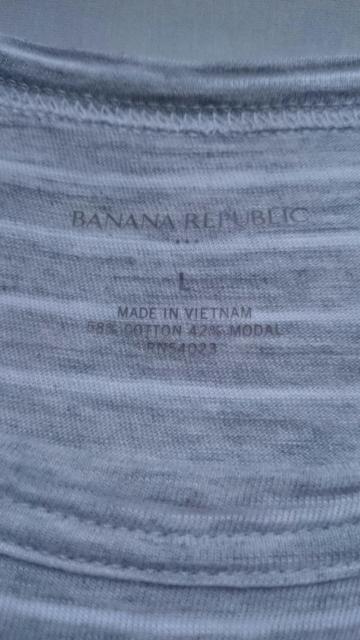 BANANA REPUBLIC
L
MADE IN VIETNAM
58% COTTON 42% MODAL
RN54023